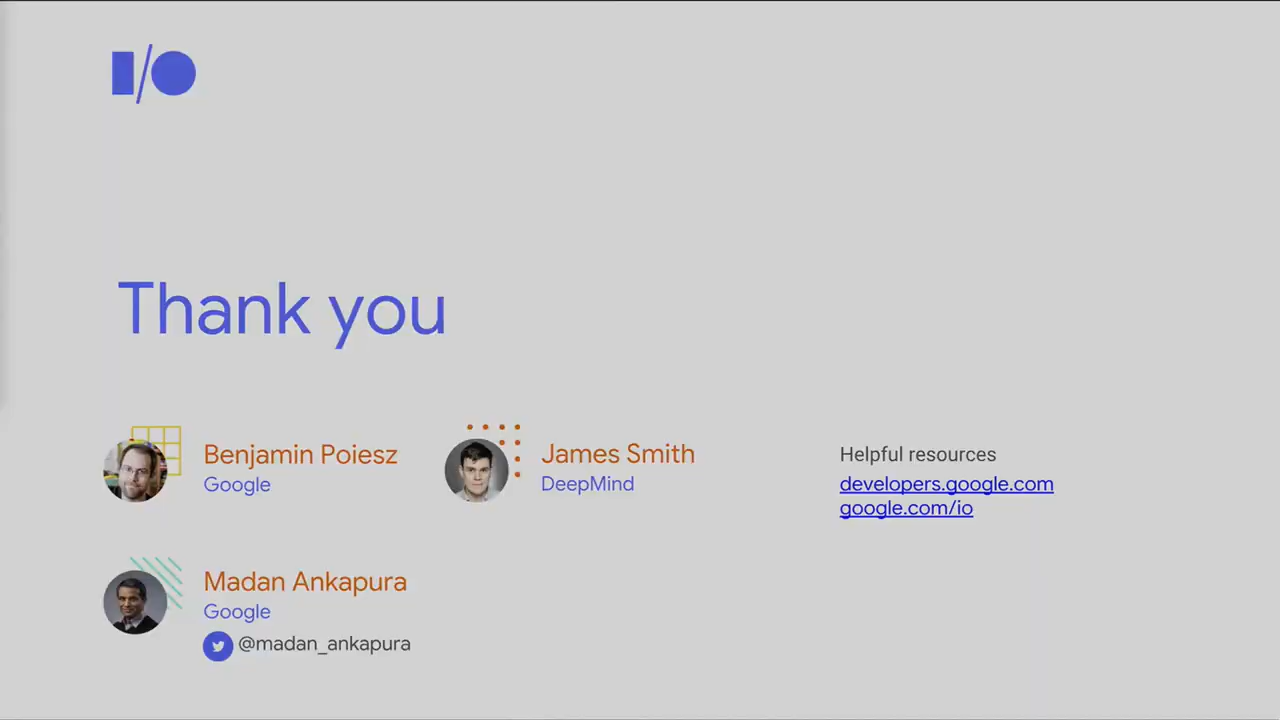 I/O
Thank you
Benjamin Poiesz
Google
James Smith
DeepMind
Madan Ankapura
Google
@madan_ankapura
Helpful resources
developers.google.com
google.com/io